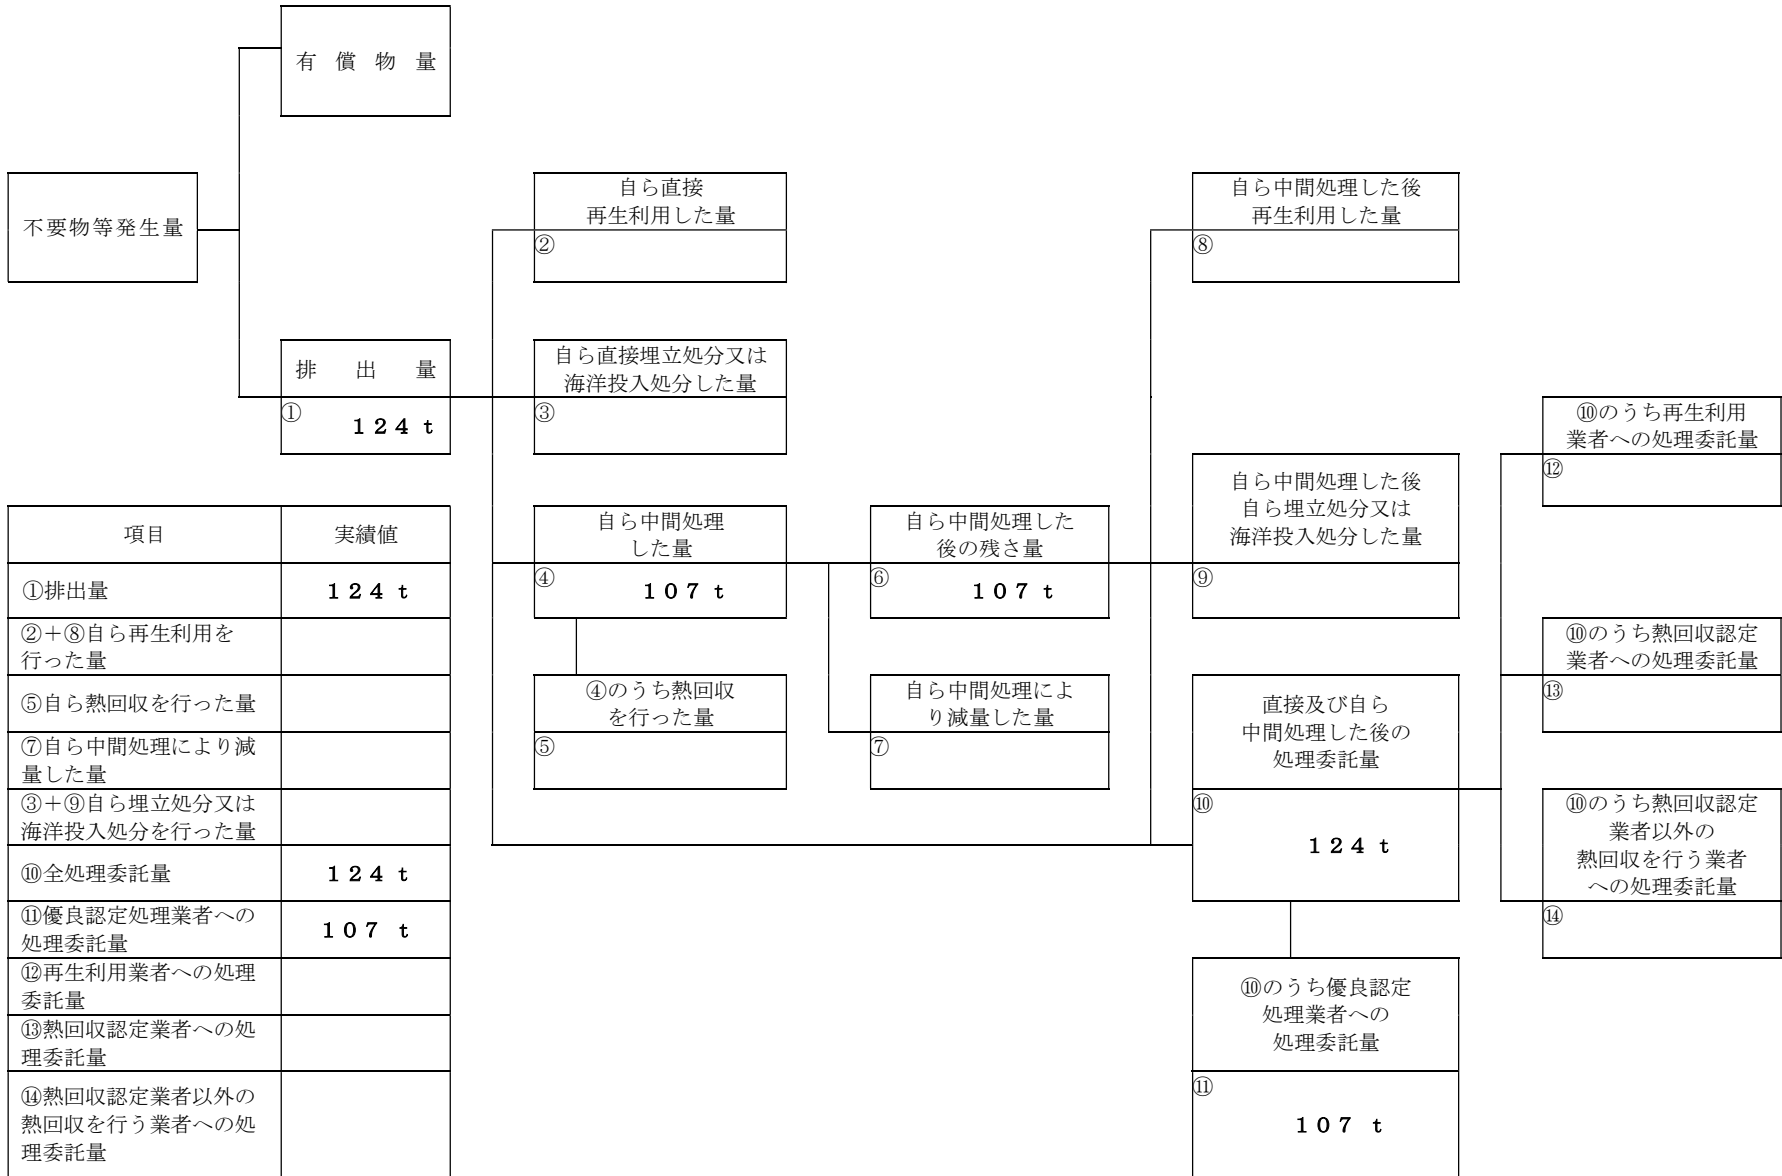 有償物量
不要物等発生量
自ら直接
再生利用した量
②
自ら中間処理した後
再生利用した量
⑧
排出量
①
124 t
自ら直接埋立処分又は
海洋投入処分した量
③
⑩のうち再生利用
業者への処理委託量
⑫
自ら中間処理した後
自ら埋立処分又は
海洋投入処分した量
⑨
自ら中間処理
した量
④
107 t
自ら中間処理した
後の残さ量
⑥
107 t
⑩のうち熱回収認定
業者への処理委託量
⑬
④のうち熱回収
を行った量
⑤
自ら中間処理によ
り減量した量
⑦
直接及び自ら
中間処理した後の
処理委託量
⑩
124 t
⑩のうち熱回収認定
業者以外の
熱回収を行う業者
への処理委託量
⑭
⑩のうち優良認定
処理業者への
処理委託量
⑪
107 t
項目 実績値
①排出量 124 t
②+⑧自ら再生利用を
行った量
⑤自ら熱回収を行った量
⑦自ら中間処理により減
量した量
③+⑨自ら埋立処分又は
海洋投入処分を行った量
⑩全処理委託量 124 t
⑪優良認定処理業者への
処理委託量 107 t
⑫再生利用業者への処理
委託量
⑬熱回収認定業者への処
理委託量
⑭熱回収認定業者以外の
熱回収を行う業者への処
理委託量